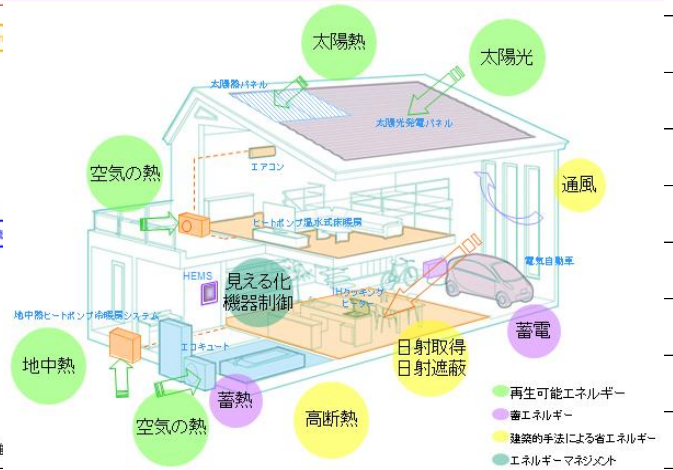 太陽熱
太陽光
太陽熱パネル
太陽光発電パネル
エアコン
空気の熱
通風
ヒートポンプ温水式床暖房
電気自動車
HEMS
見える化
機器制御
IHクッキング
ヒーター
地中熱ヒートポンプ冷暖房システム
エコキュート
蓄電
日射取得
日射遮蔽
地中熱
蓄熱
高断熱
空気の熱
再生可能エネルギー
蓄エネルギー
建築的手法による省エネルギー
エネルギーマネジメント